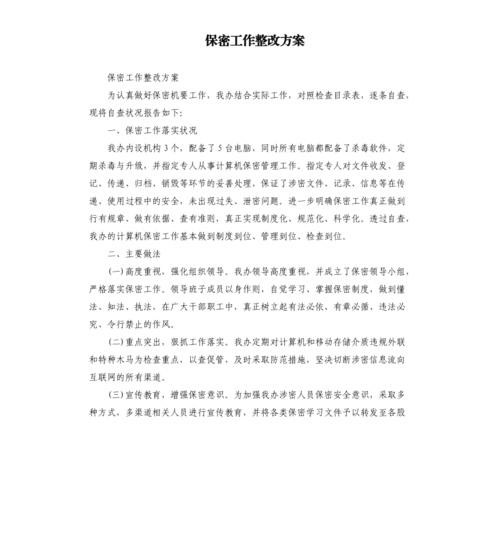 保密工作整改方案
保密工作整改方案
为认真做好保密机要工作，我办结合实际工作，对照检查目录表，逐条自查，
现将自查状况报告如下：
一、保密工作落实状况
我办内设机构 3 个，配备了 5 台电脑，同时所有电脑都配备了杀毒软件，定
期杀毒与升级，并指定专人从事计算机保密管理工作。指定专人对文件收发、登
记、传递、归档、销毁等环节的妥善处理，保证了涉密文件、记录、信息等在传
递、使用过程中的安全，未出现过失、泄密问题。进一步明确保密工作真正做到
行有规章、做有依据、查有准则，真正实现制度化、规范化、科学化。透过自查，
我办的计算机保密工作基本做到制度到位、管理到位、检查到位。
二、主要做法
(一)高度重视，强化组织领导。我办领导高度重视，并成立了保密领导小组，
严格落实保密工作。领导班子成员以身作则，自觉学习、掌握保密制度，做到懂
法、知法、执法，在广大干部职工中，真正树立起有法必依、有章必循，违法必
究、令行禁止的作风。
(二)重点突出，狠抓工作落实。我办定期对计算机和移动存储介质违规外联
和特种木马为检查重点，以查促管，及时采取防范措施，坚决切断涉密信息流向
互联网的所有渠道。
(三)宣传教育，增强保密意识。为加强我办涉密人员保密安全意识，采取多
种方式，多渠道相关人员进行宣传教育，并将各类保密学习文件予以转发至各股